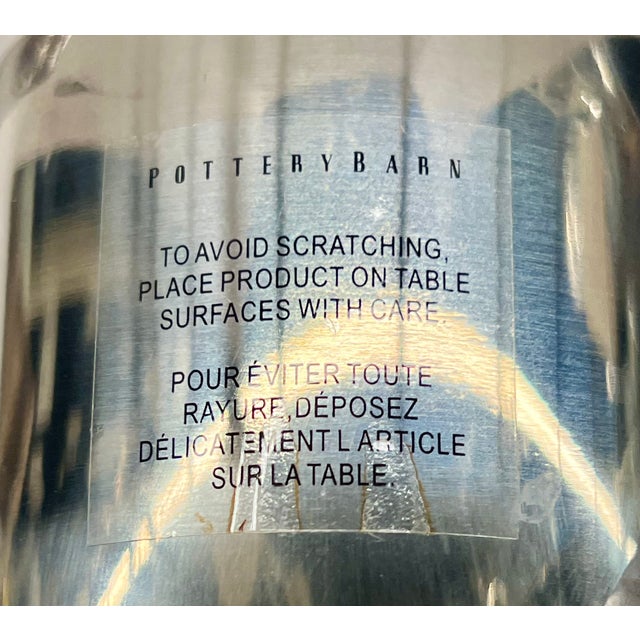 POTTERYBARN
TO AVOID SCRATCHING,
PLACE PRODUCT ON TABLE
SURFACES WITH CARE.
POUR ÉVITER TOUTE
RAYURE,DÉPOSEZ
DÉLICATEMENT L ARTICLE
SUR LA TABLE.